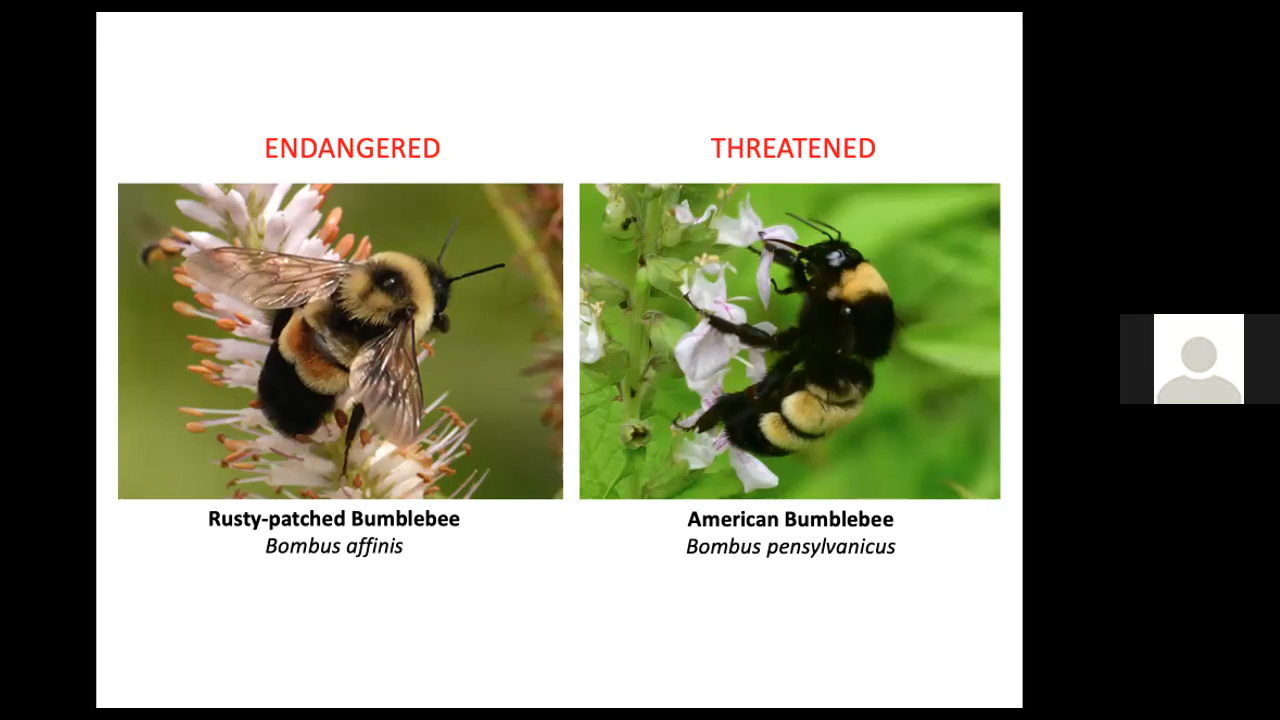 ENDANGERED
THREATENED
Rusty-patched Bumblebee
Bombus affinis
American Bumblebee
Bombus pensylvanicus